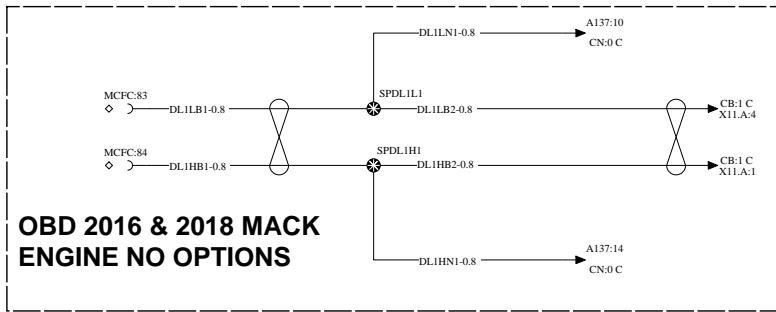 A137:10
DL1LN1-0.8
CN:0 C
MCFC:83
SPDL1L1
DL1LB1-0.8
DL1LB2-0.8
CB:1 C
X11.A:4
MCFC:84
SPDL1H1
DL1HB1-0.8
DL1HB2-0.8
CB:1 C
X11.A:1
OBD 2016 & 2018 MACK
ENGINE NO OPTIONS
A137:14
DL1HN1-0.8
CN:0 C